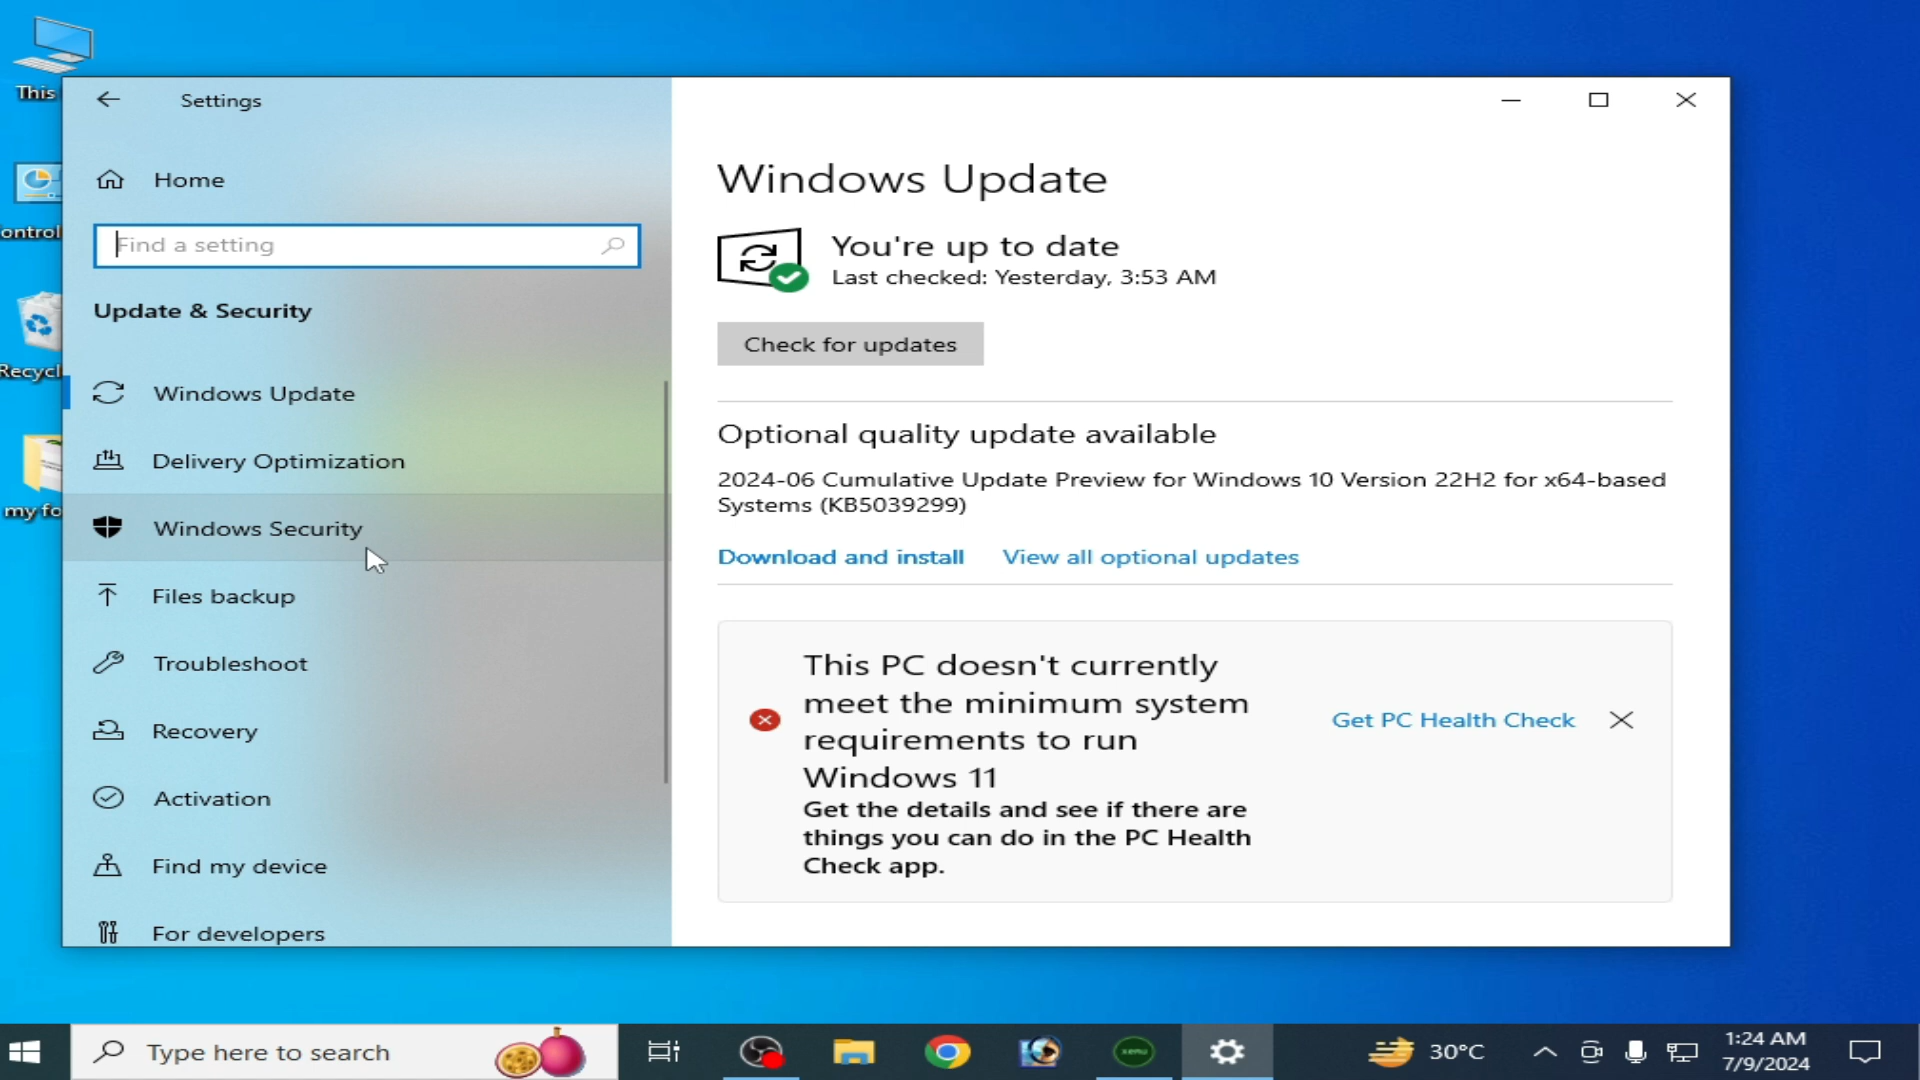 This
ontrol
Recycl
my fo
Settings
Home
Find a setting
Update & Security
Windows Update
Delivery Optimization
Windows Security
Files backup
Troubleshoot
Recovery
Activation
Find my device
For developers
Windows Update
You're up to date
Last checked: Yesterday, 3:53 AM
Check for updates
Optional quality update available
2024-06 Cumulative Update Preview for Windows 10 Version 22H2 for x64-based
Systems (KB5039299)
Download and install View all optional updates
This PC doesn't currently
meet the minimum system
requirements to run
Windows 11
Get PC Health Check
Get the details and see if there are
things you can do in the PC Health
Check app.
Type here to search
xemu
30°C
1:24 AM
7/9/2024